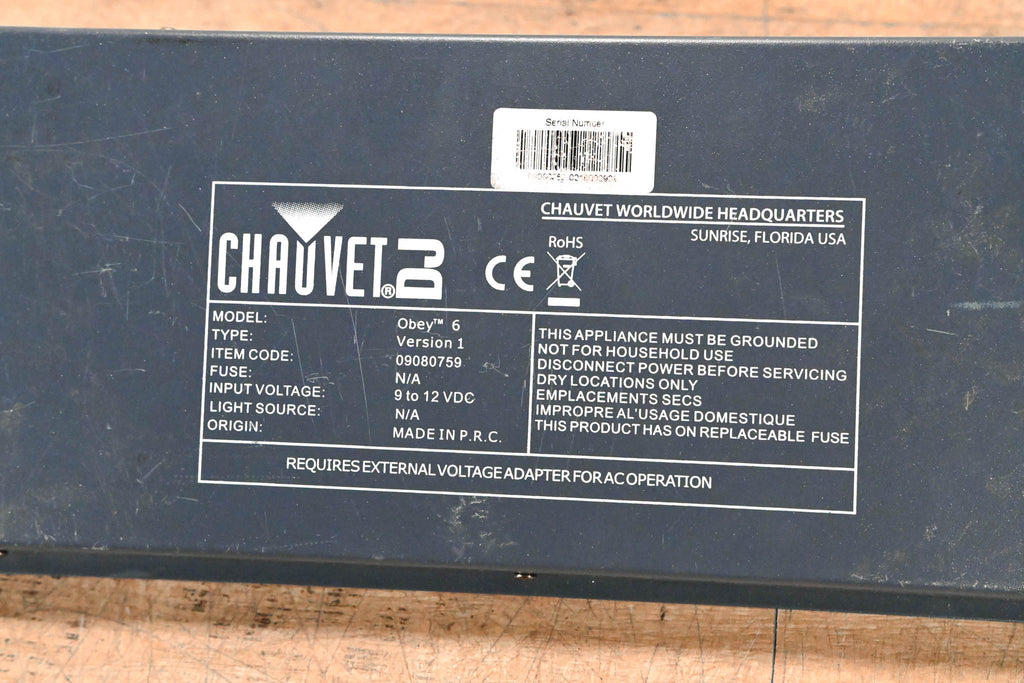 Serial Number
CHAUVET® DJ
CE
RoHS
CHAUVET WORLDWIDE HEADQUARTERS
SUNRISE, FLORIDA USA
MODEL: Obey™ 6
TYPE: Version 1
ITEM CODE: 09080759
FUSE: N/A
INPUT VOLTAGE: 9 to 12 VDC
LIGHT SOURCE: N/A
ORIGIN: MADE IN P.R.C.
THIS APPLIANCE MUST BE GROUNDED
NOT FOR HOUSEHOLD USE
DISCONNECT POWER BEFORE SERVICING
DRY LOCATIONS ONLY
EMPLACEMENTS SECS
IMPROPRE AL'USAGE DOMESTIQUE
THIS PRODUCT HAS ON REPLACEABLE FUSE
REQUIRES EXTERNAL VOLTAGE ADAPTER FOR AC OPERATION